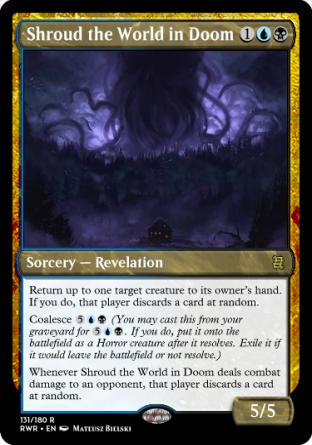 Shroud the World in Doom 1
Sorcery — Revelation
Return up to one target creature to its owner's hand.
If you do, that player discards a card at random.
Coalesce 5 (You may cast this from your
graveyard for 5 . If you do, put it onto the
battlefield as a Horror creature after it resolves. Exile it if
it would leave the battlefield or not resolve.)
Whenever Shroud the World in Doom deals combat
damage to an opponent, that player discards a card
at random.
5/5
131/180 R
RWR • EN Mateusz Bielski